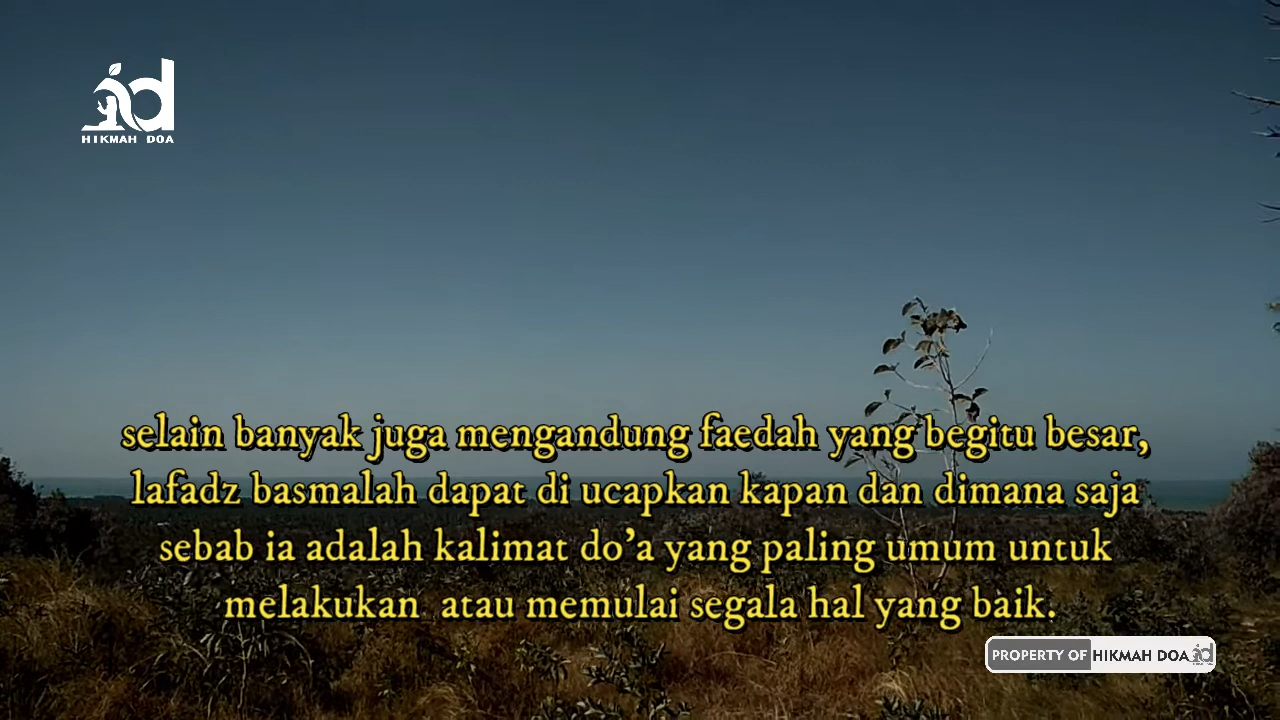 id
HIKMAH DOA
selain banyak juga mengandung faedah yang begitu besar,
lafadz basmalah dapat di ucapkan kapan dan dimana saja
sebab ia adalah kalimat do’a yang paling umum untuk
melakukan atau memulai segala hal yang baik.
PROPERTY OF HIKMAH DOA id